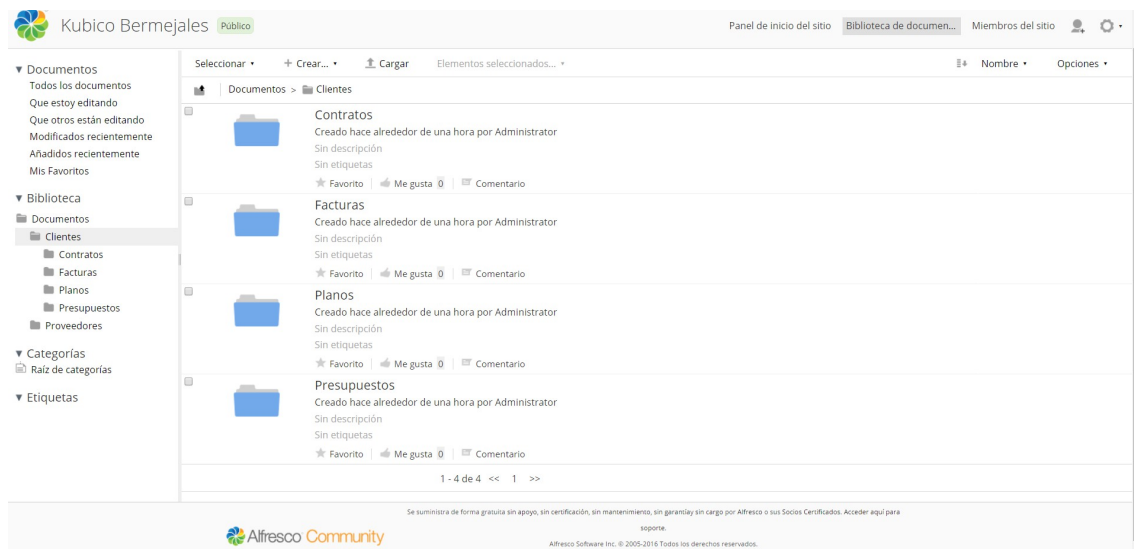 Kubico Bermejales Público
Panel de inicio del sitio Biblioteca de documen... Miembros del sitio
Documentos
Todos los documentos
Que estoy editando
Que otros están editando
Modificados recientemente
Añadidos recientemente
Mis Favoritos
Biblioteca
Documentos
Clientes
Contratos
Facturas
Planos
Presupuestos
Proveedores
Categorías
Raíz de categorías
Etiquetas
Seleccionar + Crear... Cargar Elementos seleccionados... Nombre Opciones
Documentos > Clientes
Contratos
Creado hace alrededor de una hora por Administrator
Sin descripción
Sin etiquetas
Favorito Me gusta 0 Comentario
Facturas
Creado hace alrededor de una hora por Administrator
Sin descripción
Sin etiquetas
Favorito Me gusta 0 Comentario
Planos
Creado hace alrededor de una hora por Administrator
Sin descripción
Sin etiquetas
Favorito Me gusta 0 Comentario
Presupuestos
Creado hace alrededor de una hora por Administrator
Sin descripción
Sin etiquetas
Favorito Me gusta 0 Comentario
1 - 4 de 4 << 1 >>
Alfresco Community
Se suministra de forma gratuita sin apoyo, sin certificación, sin mantenimiento, sin garantíay sin cargo por Alfresco o sus Socios Certificados. Acceder aquí para
soporte.
Alfresco Software Inc. © 2005-2016 Todos los derechos reservados.